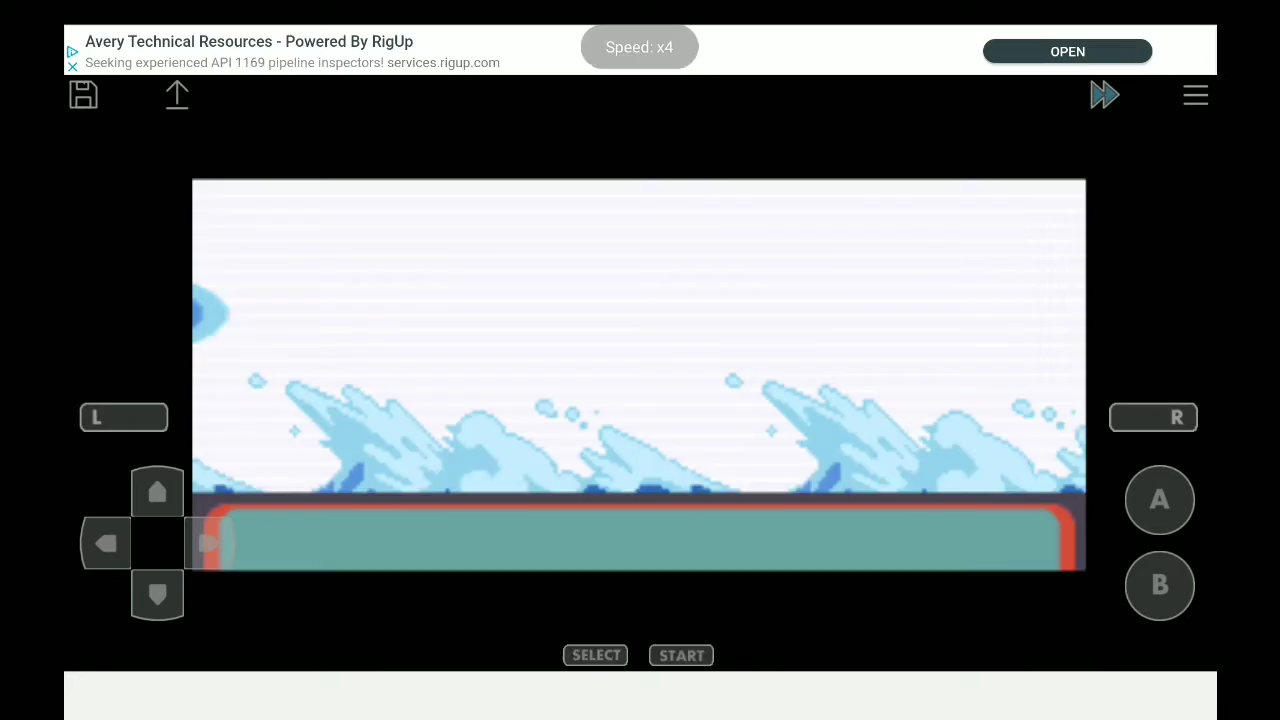 Avery Technical Resources - Powered By RigUp
Seeking experienced API 1169 pipeline inspectors! services.rigup.com
Speed: x4
OPEN
L
R
A
B
SELECT
START